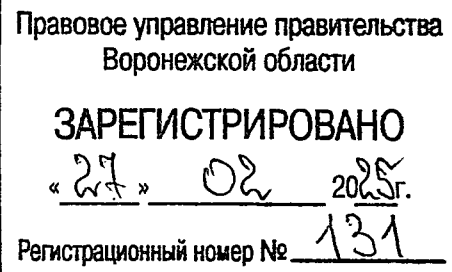 Правовое управление правительства
Воронежской области
ЗАРЕГИСТРИРОВАНО
« 27 » 02 2025г.
Регистрационный номер № 131